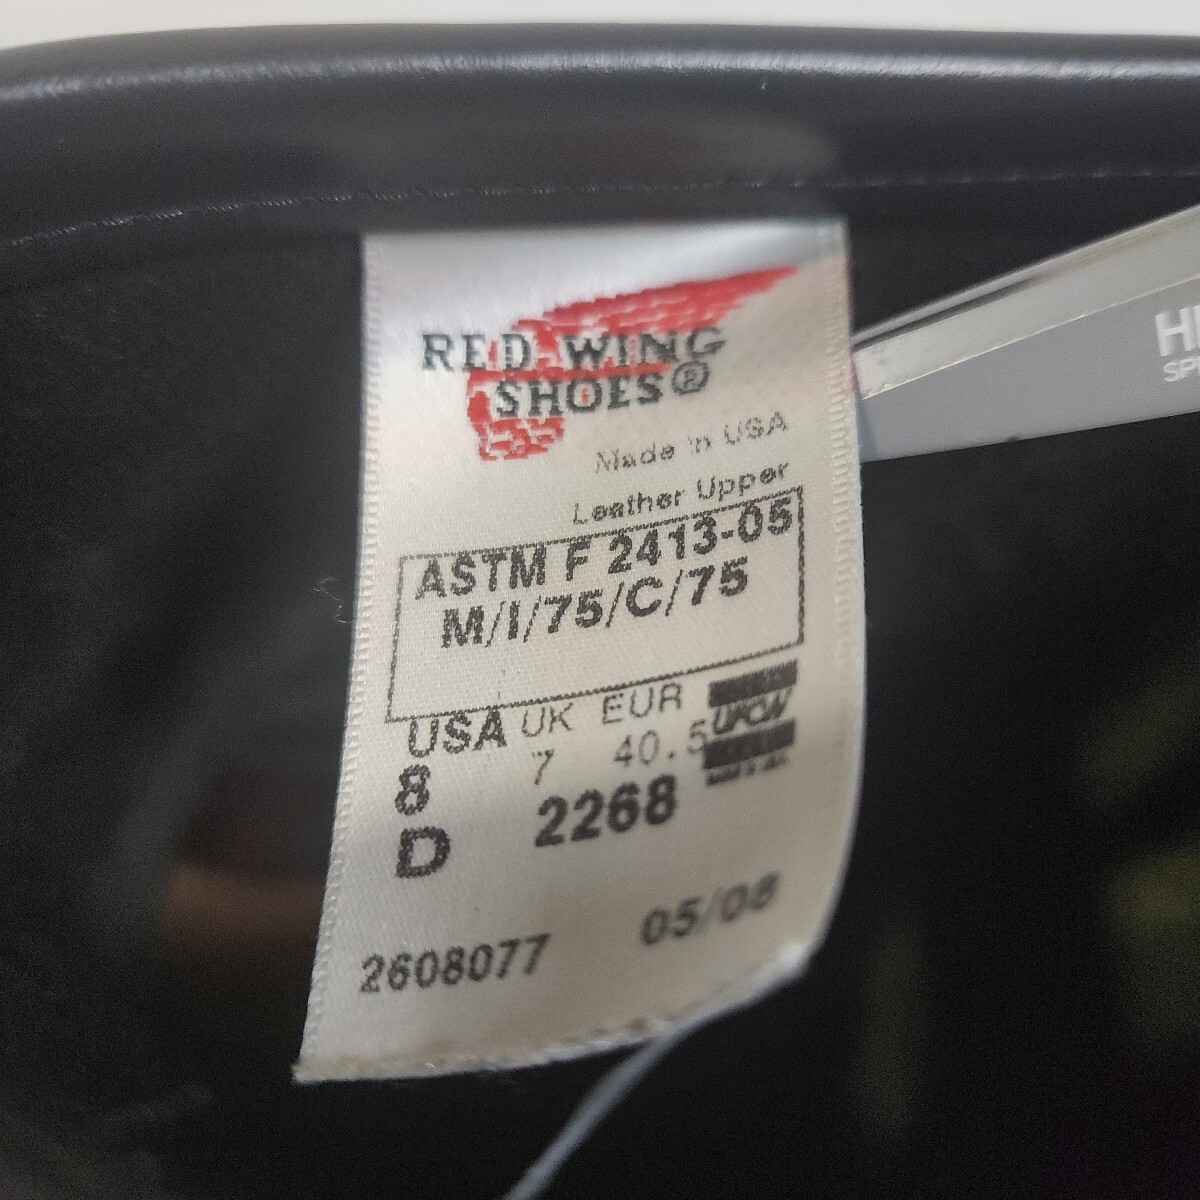 RED WING
SHOES®
Made in USA
Leather Upper
ASTM F 2413-05
M/I/75/C/75
USA UK EUR
8 7 40.5
UFCW
D 2268
2608077 05/08